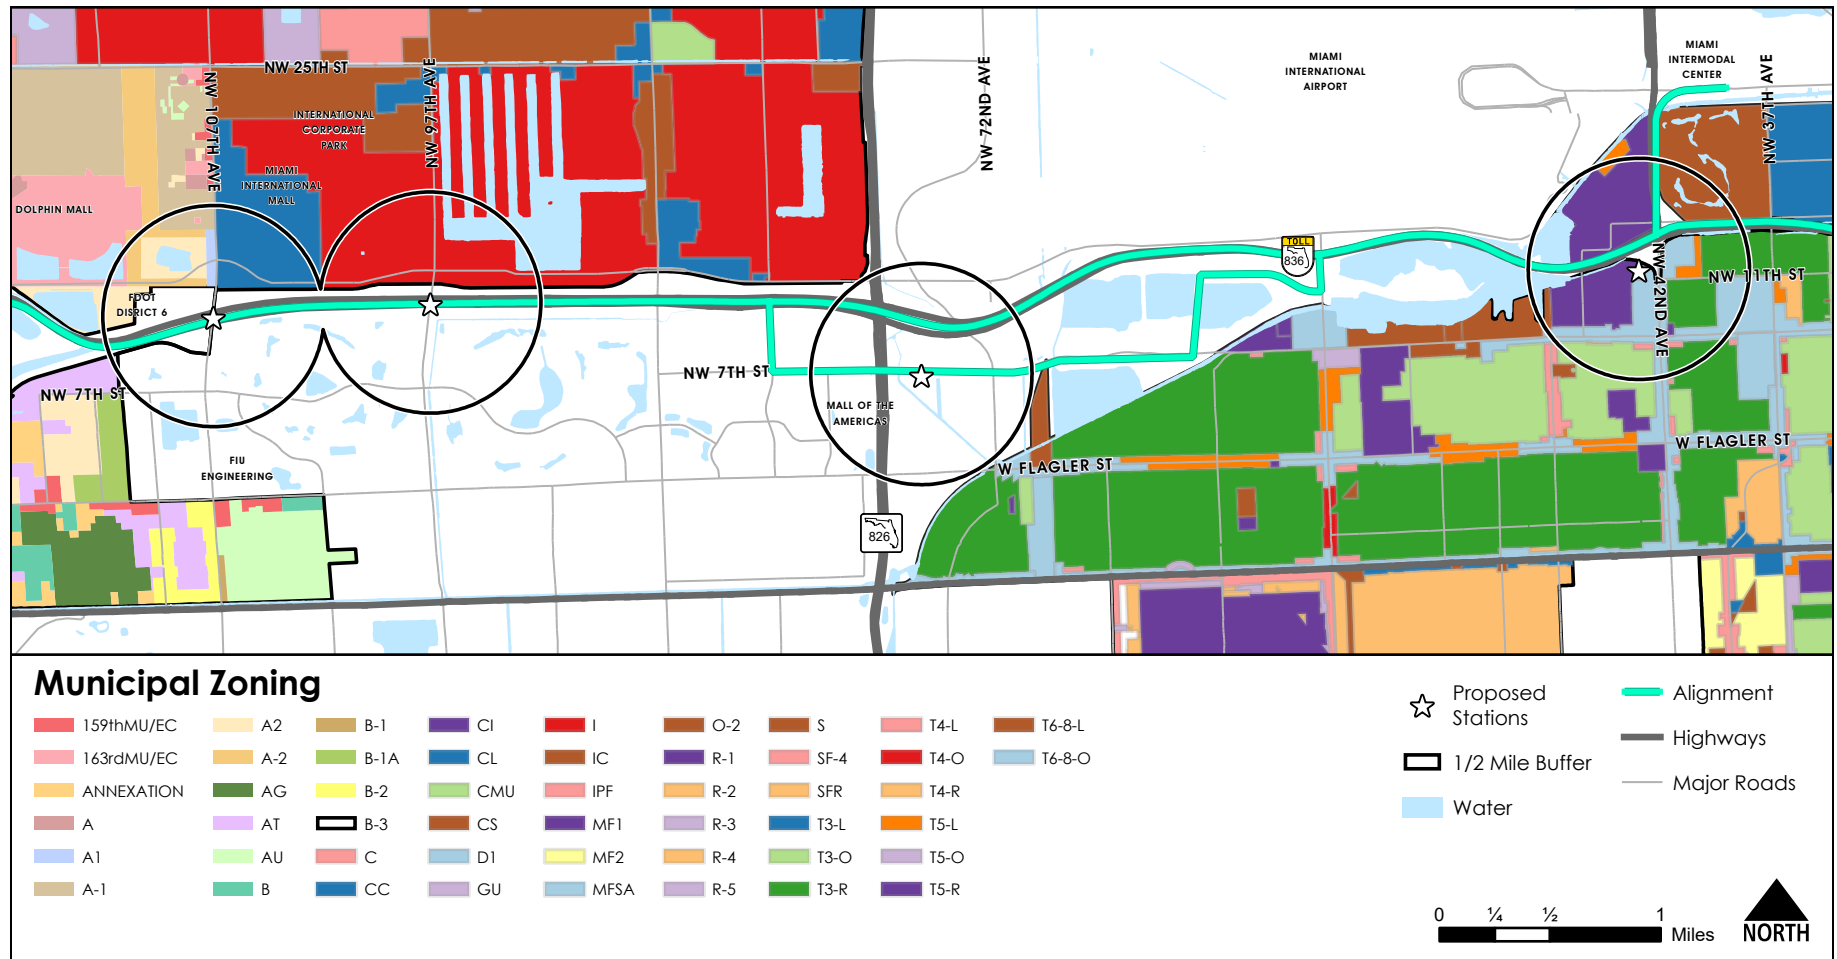 NW 25TH ST
NW 107TH AVE
NW 97TH AVE
NW 72ND AVE
NW 37TH AVE
MIAMI
INTERNATIONAL
AIRPORT
MIAMI
INTERMODAL
CENTER
INTERNATIONAL
CORPORATE
PARK
MIAMI
INTERNATIONAL
MALL
DOLPHIN MALL
TOLL
836
NW 42ND AVE
NW 11TH ST
FDOT
DISRICT 6
NW 7TH ST
NW 7TH ST
MALL OF THE
AMERICAS
FIU
ENGINEERING
W FLAGLER ST
W FLAGLER ST
826
Municipal Zoning
159thMU/EC
163rdMU/EC
ANNEXATION
A
A1
A-1
A2
A-2
AG
AT
AU
B
B-1
B-1A
B-2
B-3
C
CC
CI
CL
CMU
CS
D1
GU
I
IC
IPF
MF1
MF2
MFSA
O-2
R-1
R-2
R-3
R-4
R-5
S
SF-4
SFR
T3-L
T3-O
T3-R
T4-L
T4-O
T4-R
T5-L
T5-O
T5-R
T6-8-L
T6-8-O
Proposed
Stations
1/2 Mile Buffer
Water
Alignment
Highways
Major Roads
0 ¼ ½ 1
Miles
NORTH